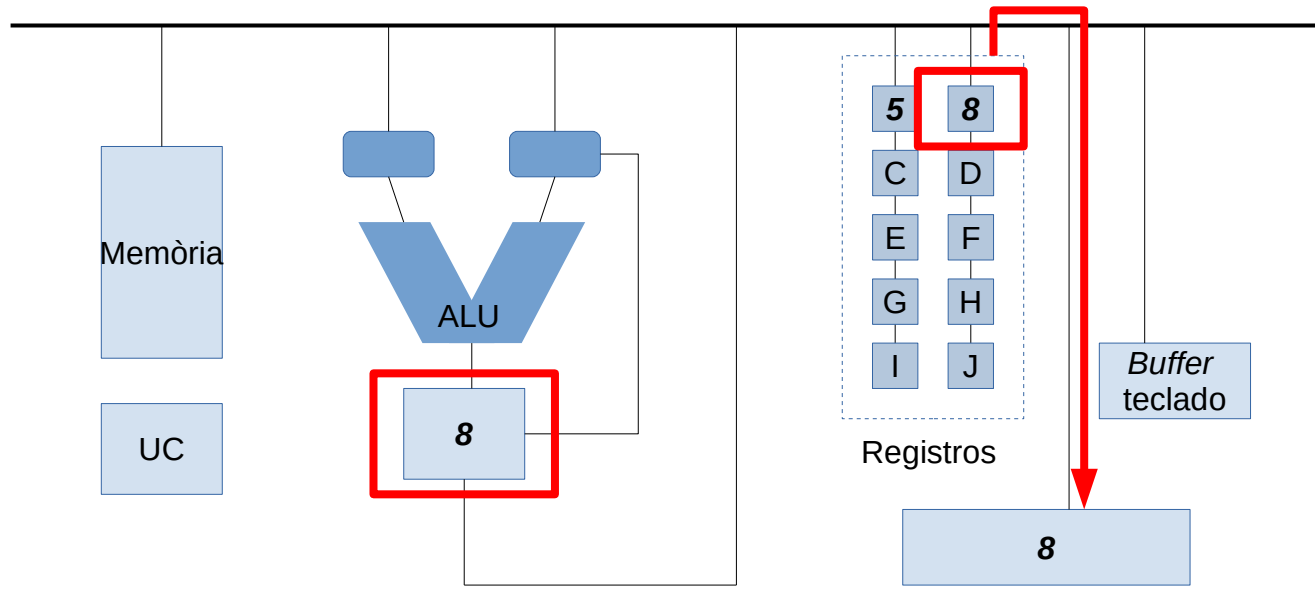 5 8
C D
Memòria
E F
G H
ALU
I J
Buffer
teclado
8
UC
Registros
8